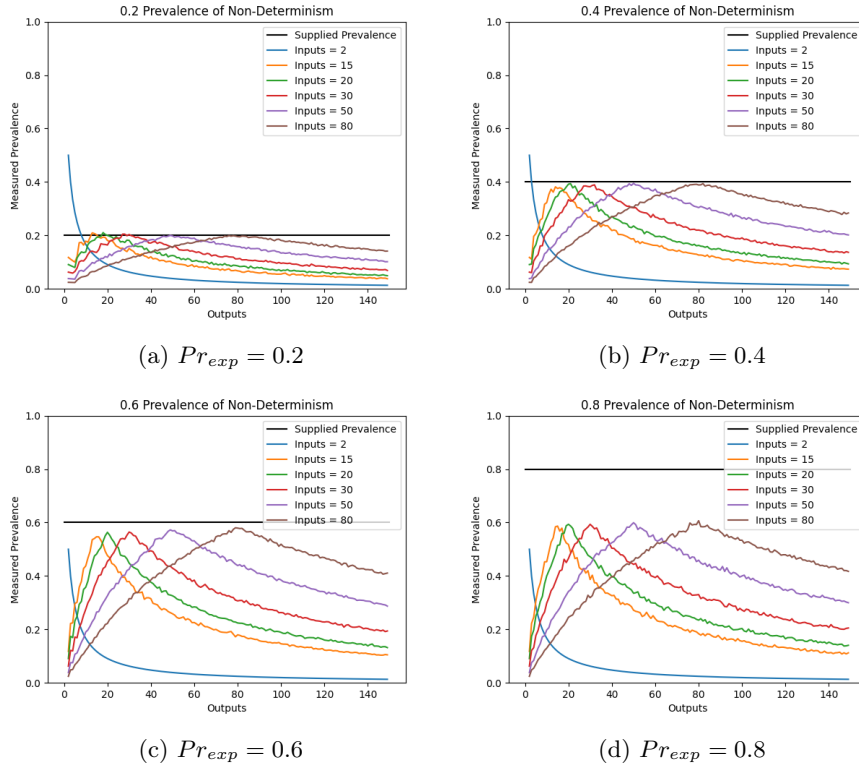 0.2 Prevalence of Non-Determinism
1.0
0.8
0.6
0.4
0.2
0.0
Measured Prevalence
Supplied Prevalence
Inputs = 2
Inputs = 15
Inputs = 20
Inputs = 30
Inputs = 50
Inputs = 80
0 20 40 60 80 100 120 140
Outputs
(a) Pr_exp = 0.2
0.4 Prevalence of Non-Determinism
1.0
0.8
0.6
0.4
0.2
0.0
Measured Prevalence
Supplied Prevalence
Inputs = 2
Inputs = 15
Inputs = 20
Inputs = 30
Inputs = 50
Inputs = 80
0 20 40 60 80 100 120 140
Outputs
(b) Pr_exp = 0.4
0.6 Prevalence of Non-Determinism
1.0
0.8
0.6
0.4
0.2
0.0
Measured Prevalence
Supplied Prevalence
Inputs = 2
Inputs = 15
Inputs = 20
Inputs = 30
Inputs = 50
Inputs = 80
0 20 40 60 80 100 120 140
Outputs
(c) Pr_exp = 0.6
0.8 Prevalence of Non-Determinism
1.0
0.8
0.6
0.4
0.2
0.0
Measured Prevalence
Supplied Prevalence
Inputs = 2
Inputs = 15
Inputs = 20
Inputs = 30
Inputs = 50
Inputs = 80
0 20 40 60 80 100 120 140
Outputs
(d) Pr_exp = 0.8